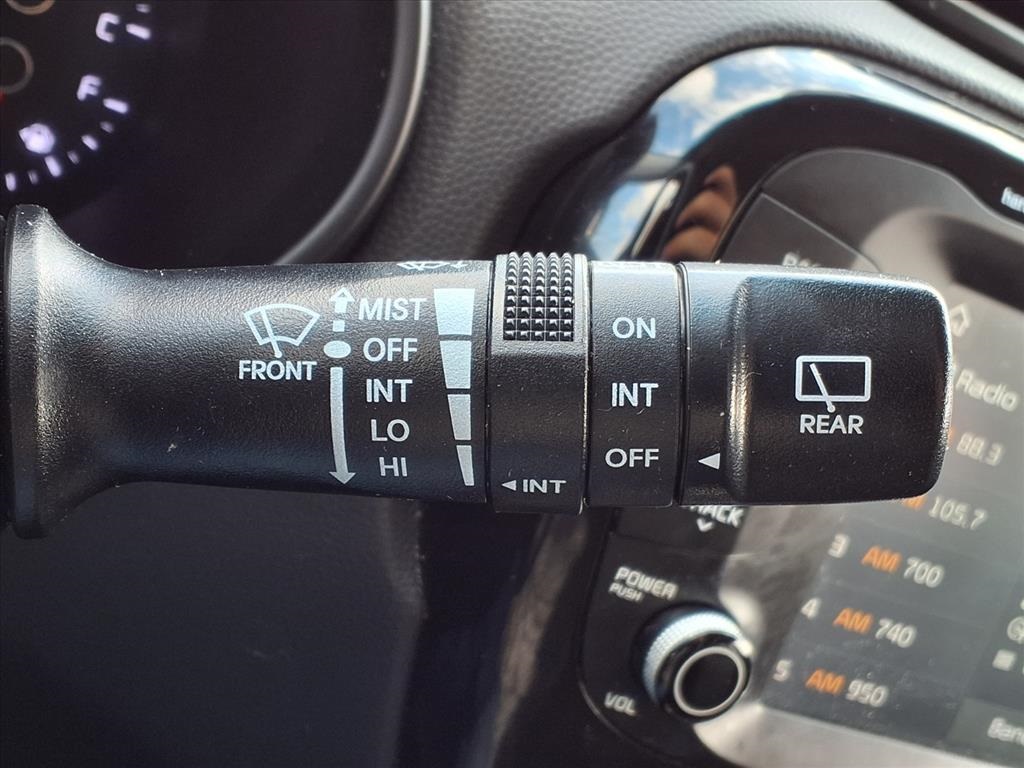 C
F
har
MIST
OFF
INT
LO
HI
FRONT
INT
ON
INT
OFF
REAR
Radio
88.3
105.7
3 AM 700
4 AM 740
5 AM 950
POWER
PUSH
VOL